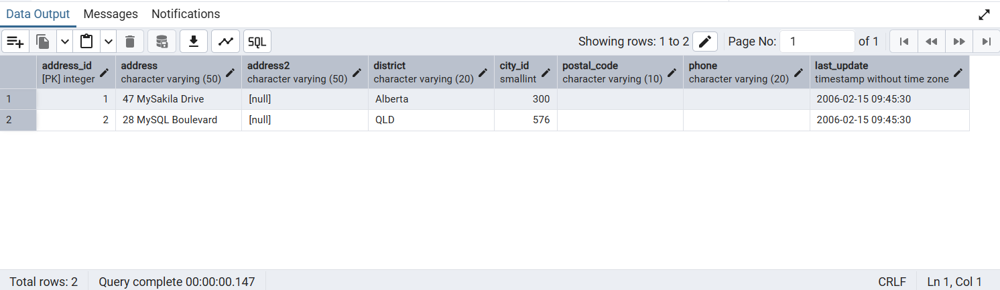 Data Output Messages Notifications
SQL Showing rows: 1 to 2 Page No: 1 of 1
address_id address address2 district city_id postal_code phone last_update
[PK] integer character varying (50) character varying (50) character varying (20) smallint character varying (10) character varying (20) timestamp without time zone
1 1 47 MySakila Drive [null] Alberta 300 2006-02-15 09:45:30
2 2 28 MySQL Boulevard [null] QLD 576 2006-02-15 09:45:30
Total rows: 2 Query complete 00:00:00.147 CRLF Ln 1, Col 1